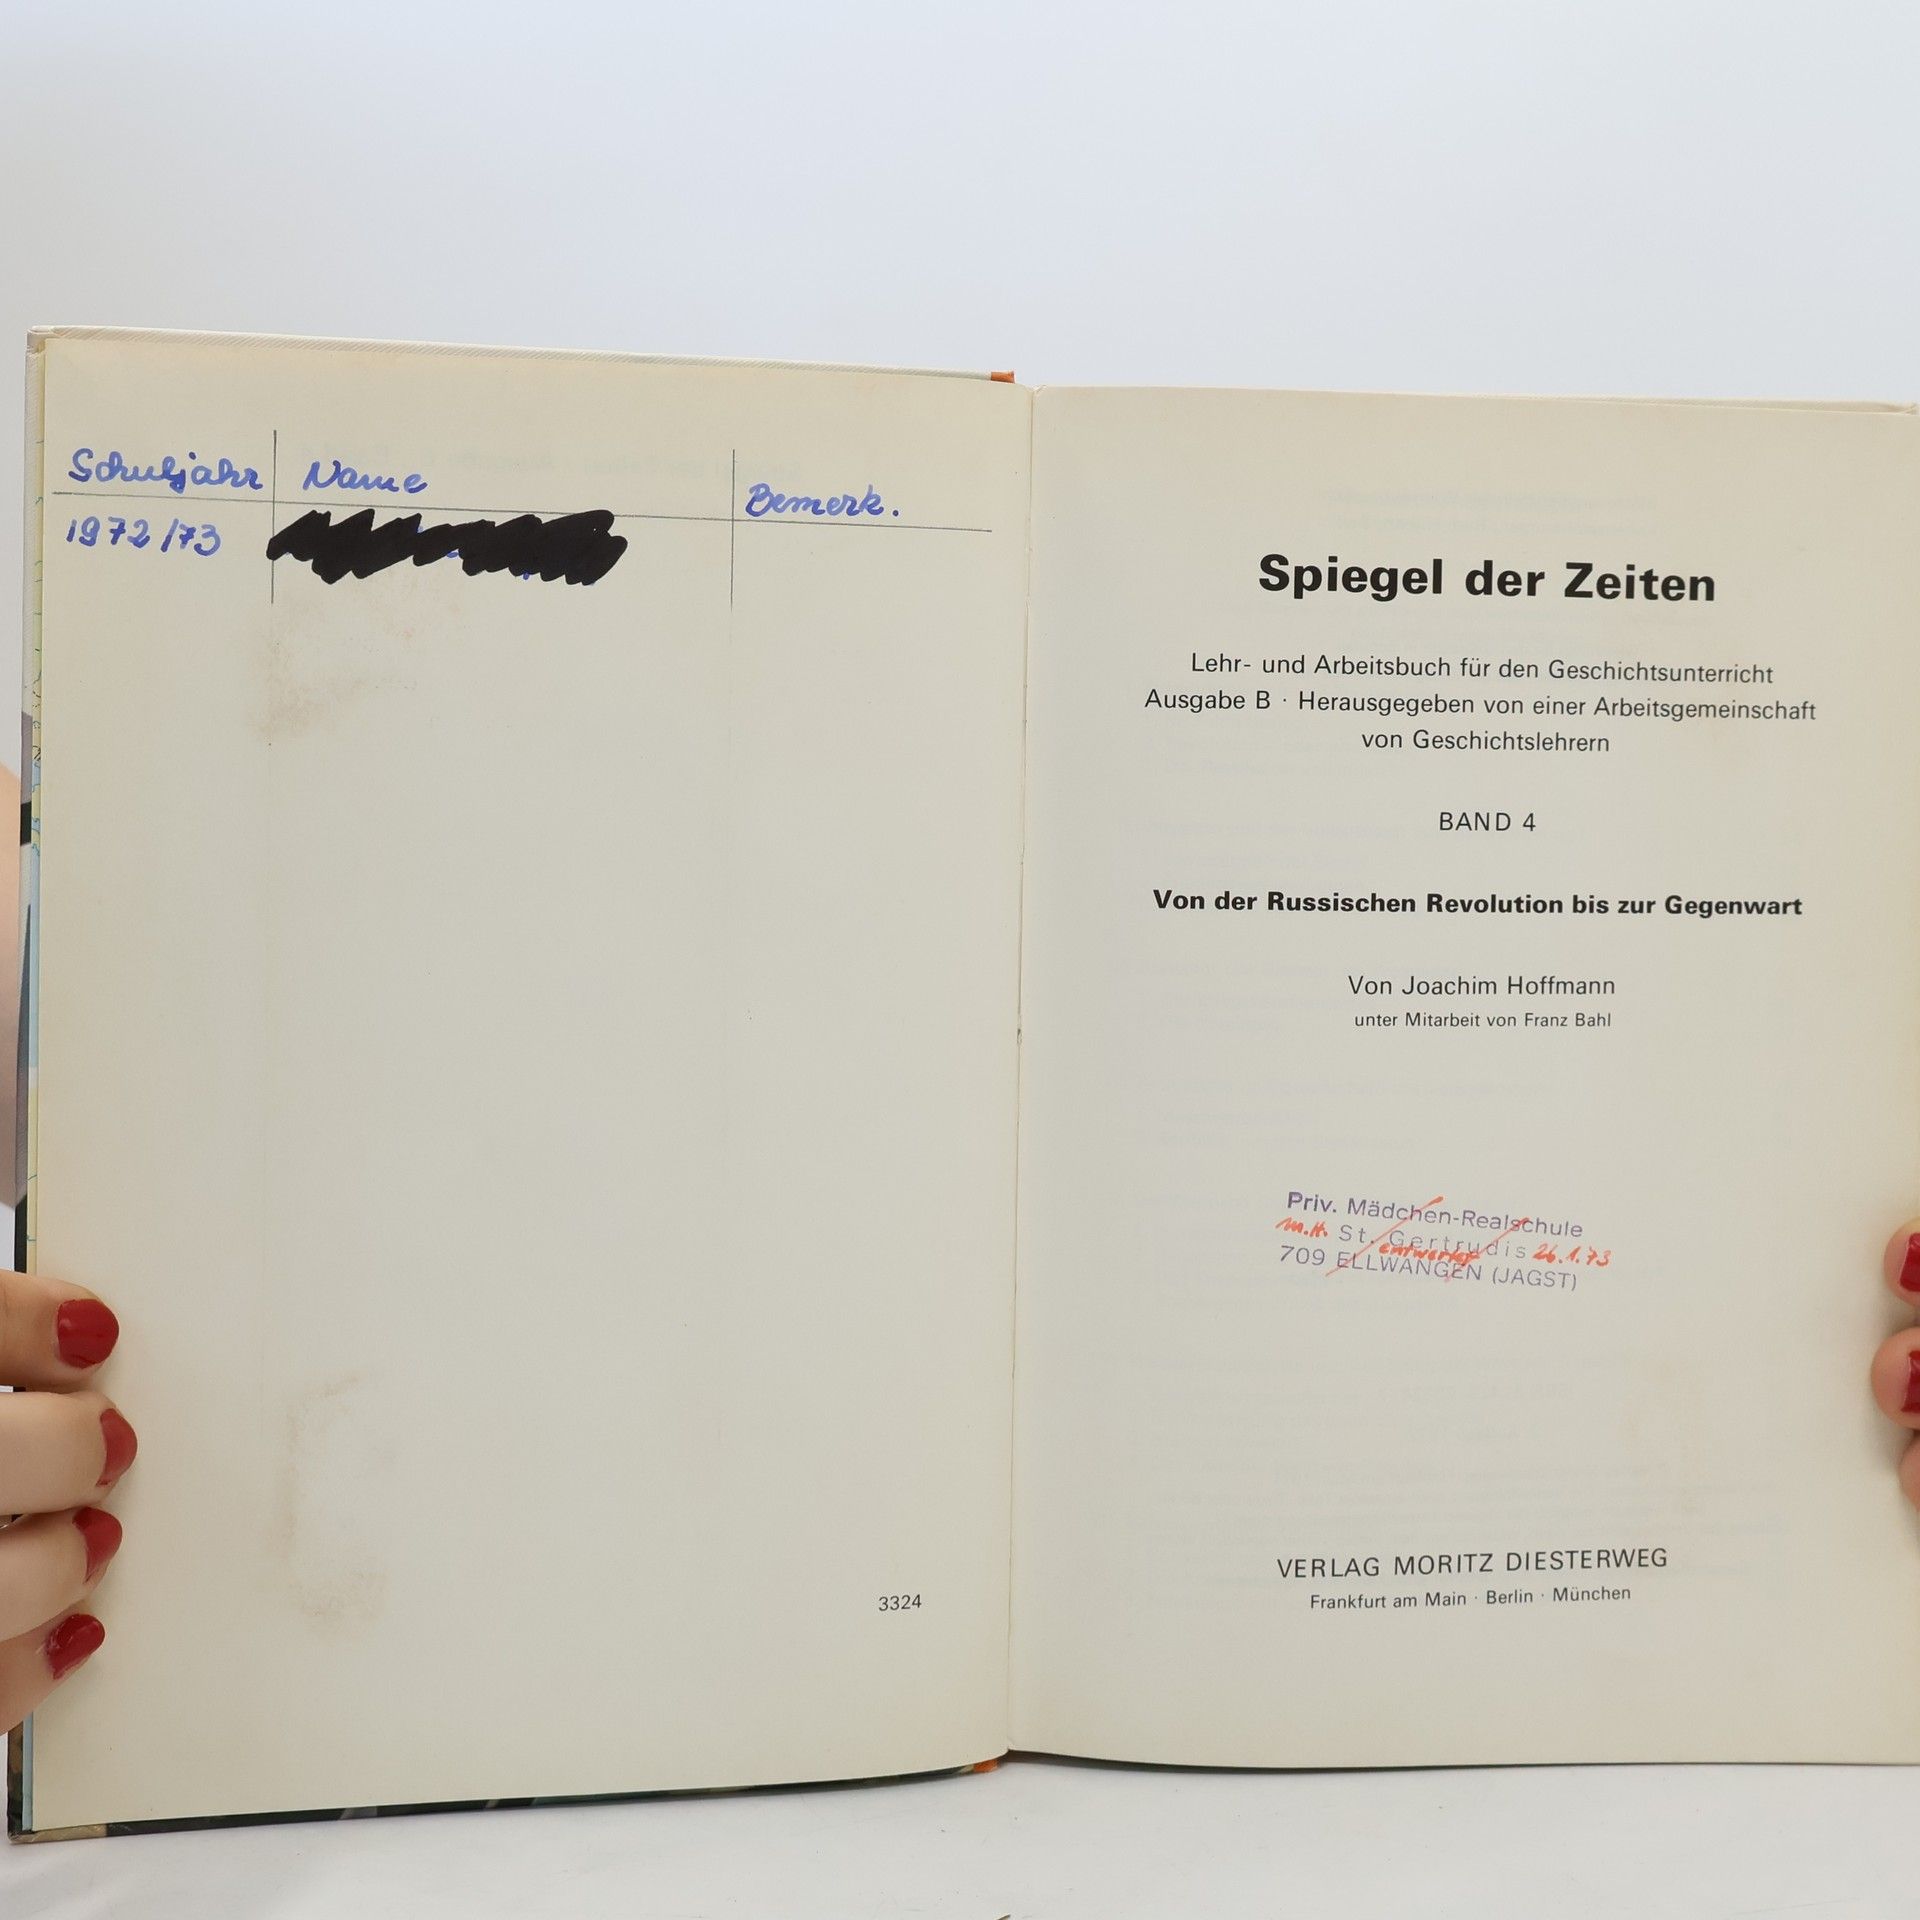 Schuljahr Name Bemerk.
1972/73
3324
Spiegel der Zeiten
Lehr- und Arbeitsbuch für den Geschichtsunterricht
Ausgabe B · Herausgegeben von einer Arbeitsgemeinschaft
von Geschichtslehrern
BAND 4
Von der Russischen Revolution bis zur Gegenwart
Von Joachim Hoffmann
unter Mitarbeit von Franz Bahl
Priv. Mädchen-Realschule
m.H. St. Gertrudis 26.1.73
entwertet
709 ELLWANGEN (JAGST)
VERLAG MORITZ DIESTERWEG
Frankfurt am Main · Berlin · München